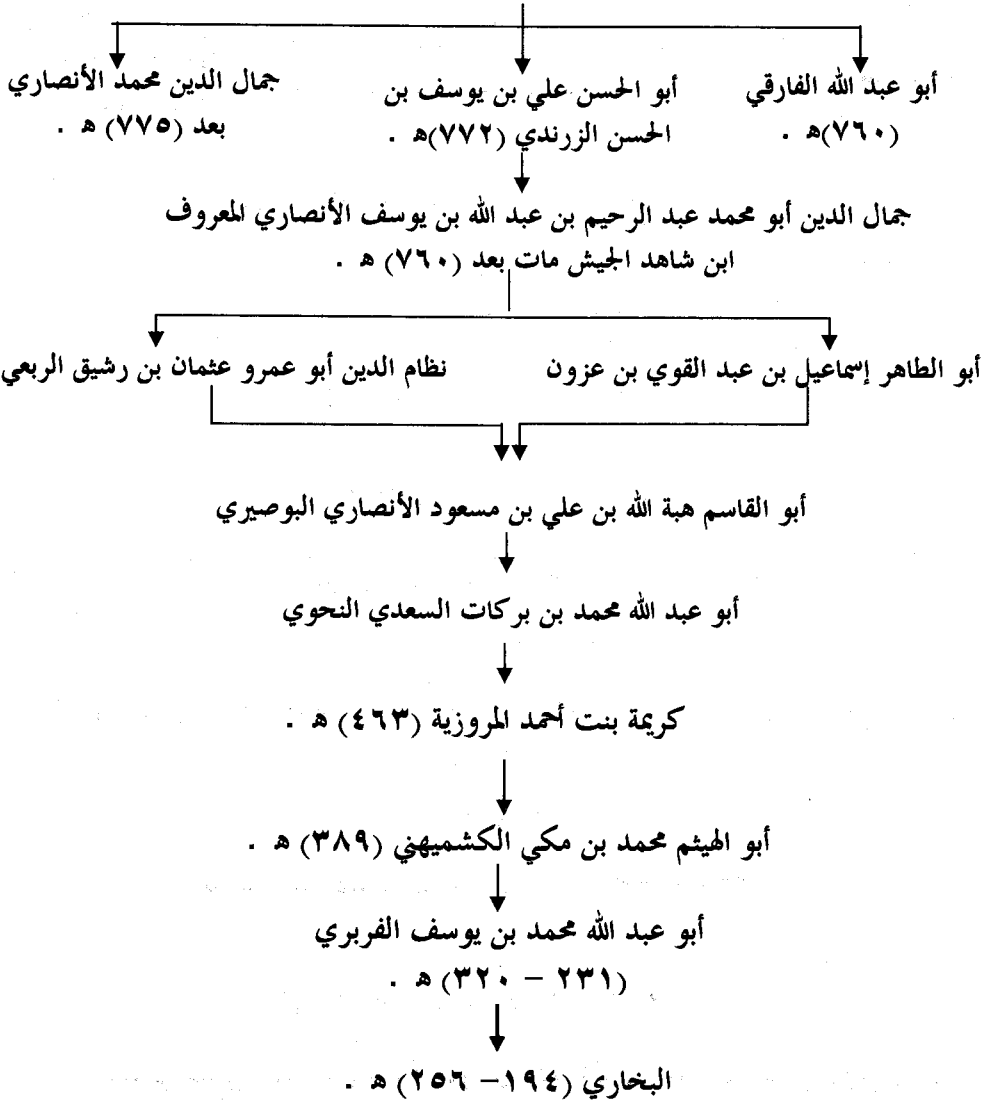 أبو عبد الله الفارقي
(٧٦٠)هـ .
أبو الحسن علي بن يوسف بن
الحسن الزرندي (٧٧٢)هـ .
جمال الدين محمد الأنصاري
بعد (٧٧٥) هـ .
جمال الدين أبو محمد عبد الرحيم بن عبد الله بن يوسف الأنصاري المعروف
ابن شاهد الجيش مات بعد (٧٦٠) هـ .
أبو الطاهر إسماعيل بن عبد القوي بن عزون
نظام الدين أبو عمرو عثمان بن رشيق الربعي
أبو القاسم هبة الله بن علي بن مسعود الأنصاري البوصيري
أبو عبد الله محمد بن بركات السعدي النحوي
كريمة بنت أحمد المروزية (٤٦٣) هـ .
أبو الهيثم محمد بن مكي الكشميهني (٣٨٩) هـ .
أبو عبد الله محمد بن يوسف الفربري
(٢٣١ – ٣٢٠) هـ .
البخاري (١٩٤– ٢٥٦) هـ .